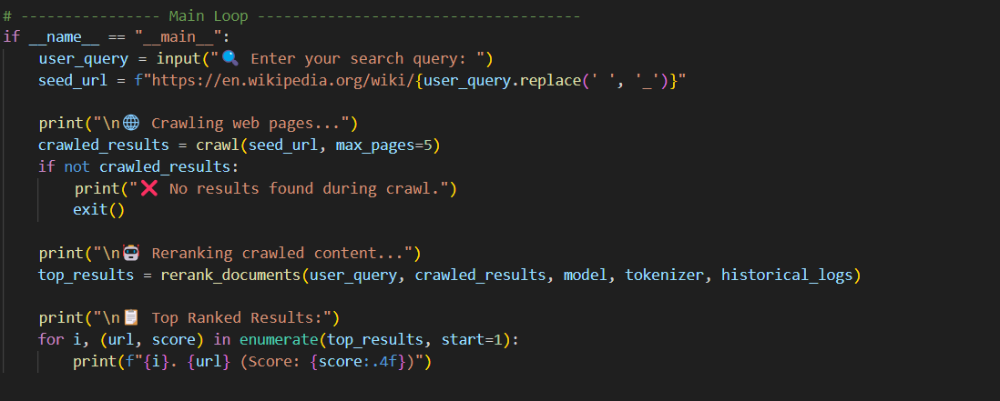 # ---------------- Main Loop -------------------------------------
if __name__ == "__main__":
    user_query = input("🔍 Enter your search query: ")
    seed_url = f"https://en.wikipedia.org/wiki/{user_query.replace(' ', '_')}"

    print("\n🌐 Crawling web pages...")
    crawled_results = crawl(seed_url, max_pages=5)
    if not crawled_results:
        print("❌ No results found during crawl.")
        exit()

    print("\n🤖 Reranking crawled content...")
    top_results = rerank_documents(user_query, crawled_results, model, tokenizer, historical_logs)

    print("\n📋 Top Ranked Results:")
    for i, (url, score) in enumerate(top_results, start=1):
        print(f"{i}. {url} (Score: {score:.4f})")